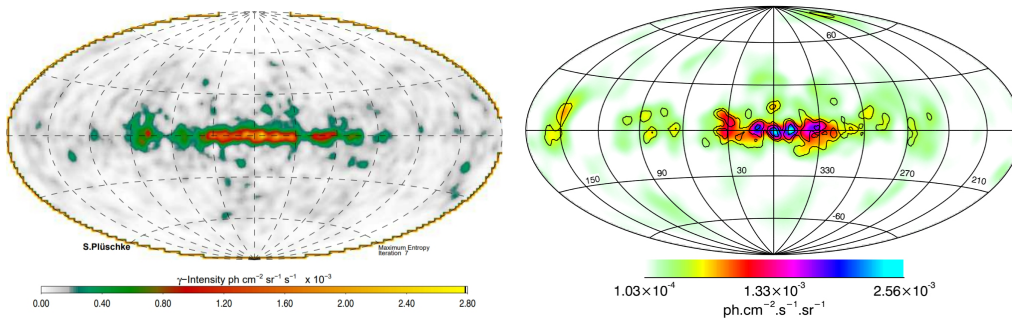 S.Plüschke
Maximum Entropy
Iteration 7
γ-Intensity ph cm⁻² sr⁻¹ s⁻¹ x 10⁻³
0.00 0.40 0.80 1.20 1.60 2.00 2.40 2.80
60
150 90 30 330 270 210
-60
1.03×10⁻⁴ 1.33×10⁻³ 2.56×10⁻³
ph.cm⁻².s⁻¹.sr⁻¹